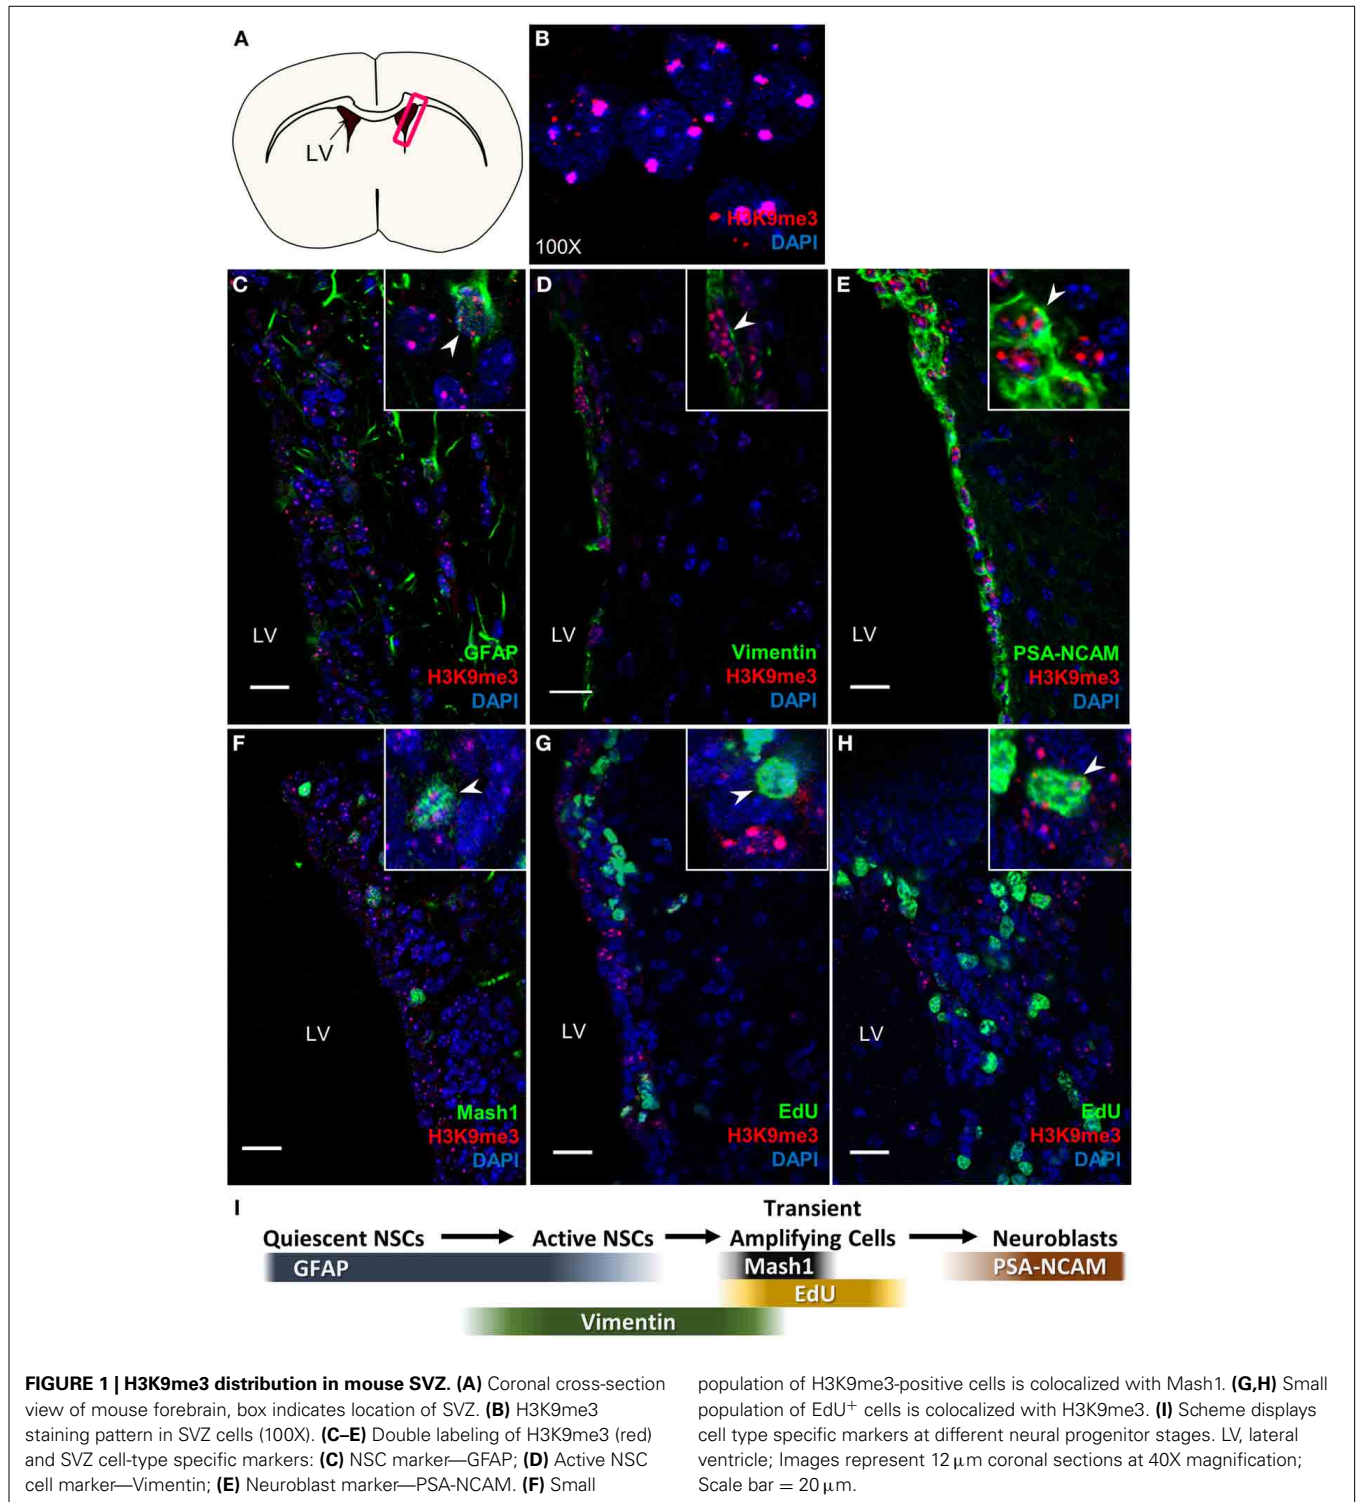 A
LV
B
H3K9me3
DAPI
100X
C
LV
GFAP
H3K9me3
DAPI
D
LV
Vimentin
H3K9me3
DAPI
E
LV
PSA-NCAM
H3K9me3
DAPI
F
LV
Mash1
H3K9me3
DAPI
G
LV
EdU
H3K9me3
DAPI
H
LV
EdU
H3K9me3
DAPI
I
Transient
Quiescent NSCs Active NSCs Amplifying Cells Neuroblasts
GFAP Mash1 PSA-NCAM
EdU
Vimentin
FIGURE 1 | H3K9me3 distribution in mouse SVZ. (A) Coronal cross-section
view of mouse forebrain, box indicates location of SVZ. (B) H3K9me3
staining pattern in SVZ cells (100X). (C–E) Double labeling of H3K9me3 (red)
and SVZ cell-type specific markers: (C) NSC marker—GFAP; (D) Active NSC
cell marker—Vimentin; (E) Neuroblast marker—PSA-NCAM. (F) Small
population of H3K9me3-positive cells is colocalized with Mash1. (G,H) Small
population of EdU⁺ cells is colocalized with H3K9me3. (I) Scheme displays
cell type specific markers at different neural progenitor stages. LV, lateral
ventricle; Images represent 12 μm coronal sections at 40X magnification;
Scale bar = 20 μm.